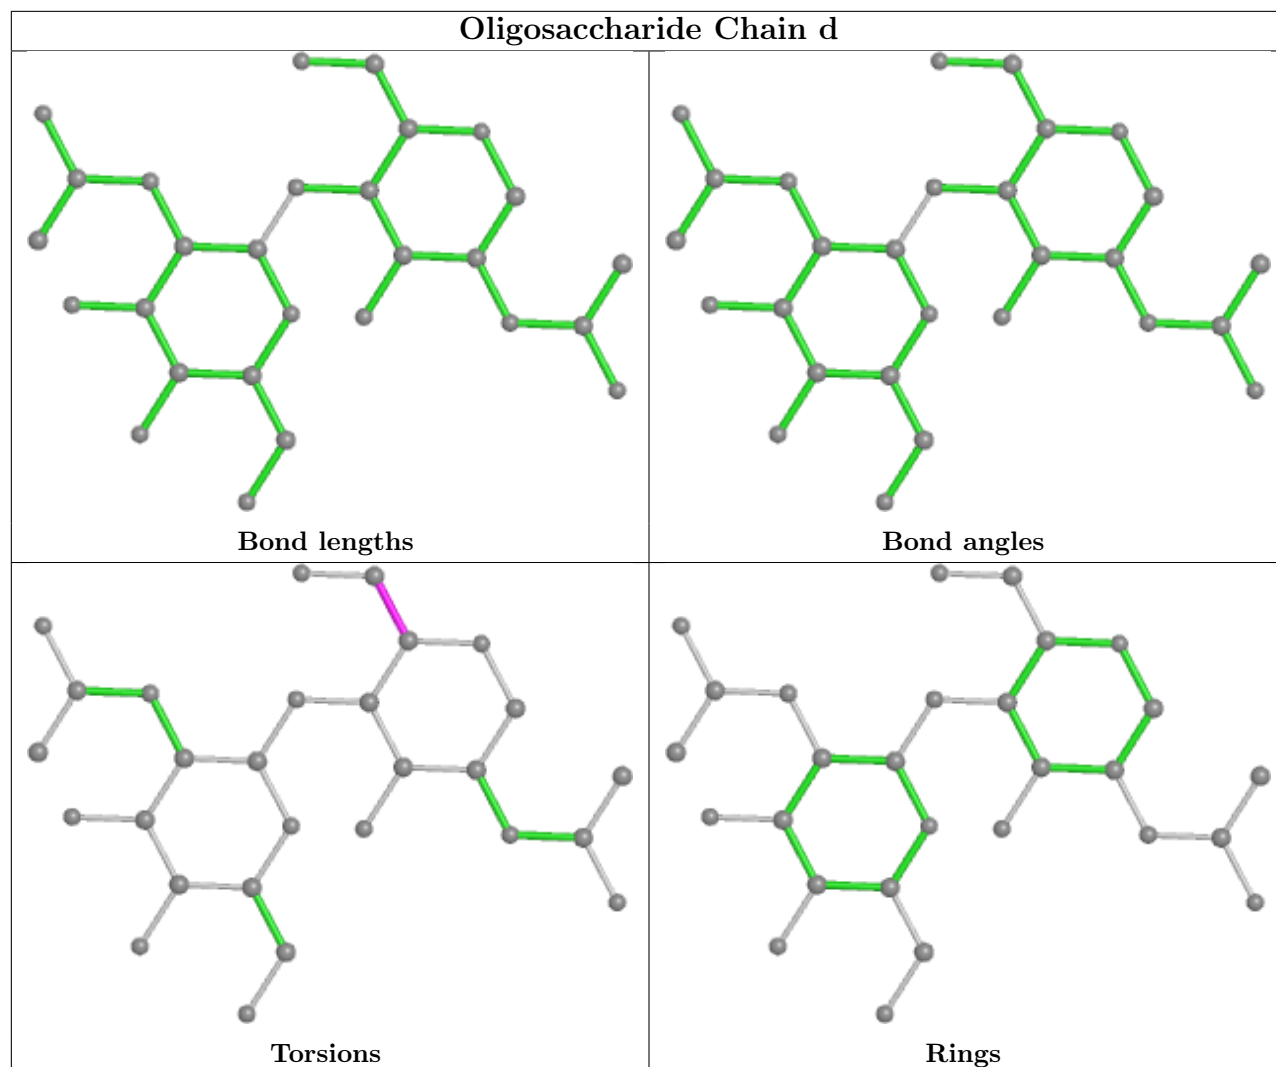 Oligosaccharide Chain d
Bond lengths
Bond angles
Torsions
Rings